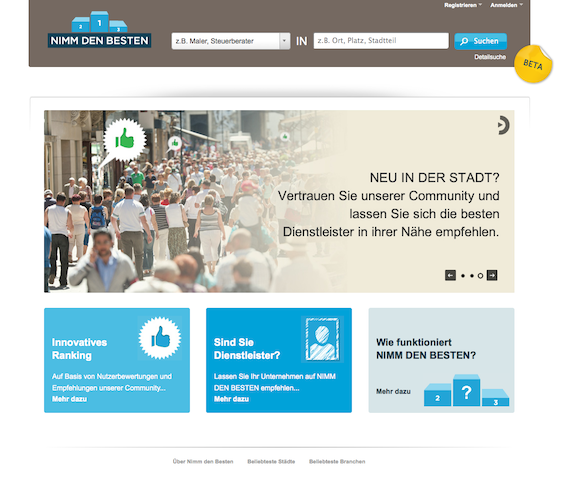 Registrieren Anmelden
2 1 3
NIMM DEN BESTEN
z.B. Maler, Steuerberater IN z.B. Ort, Platz, Stadtteil Suchen
Detailsuche
BETA
NEU IN DER STADT?
Vertrauen Sie unserer Community und
lassen Sie sich die besten
Dienstleister in ihrer Nähe empfehlen.
Innovatives
Ranking
Auf Basis von Nutzerbewertungen und
Empfehlungen unserer Community...
Mehr dazu
Sind Sie
Dienstleister?
Lassen Sie Ihr Unternehmen auf NIMM
DEN BESTEN empfehlen...
Mehr dazu
Wie funktioniert
NIMM DEN BESTEN?
Mehr dazu
2 ? 3
Über Nimm den Besten Beliebteste Städte Beliebteste Branchen